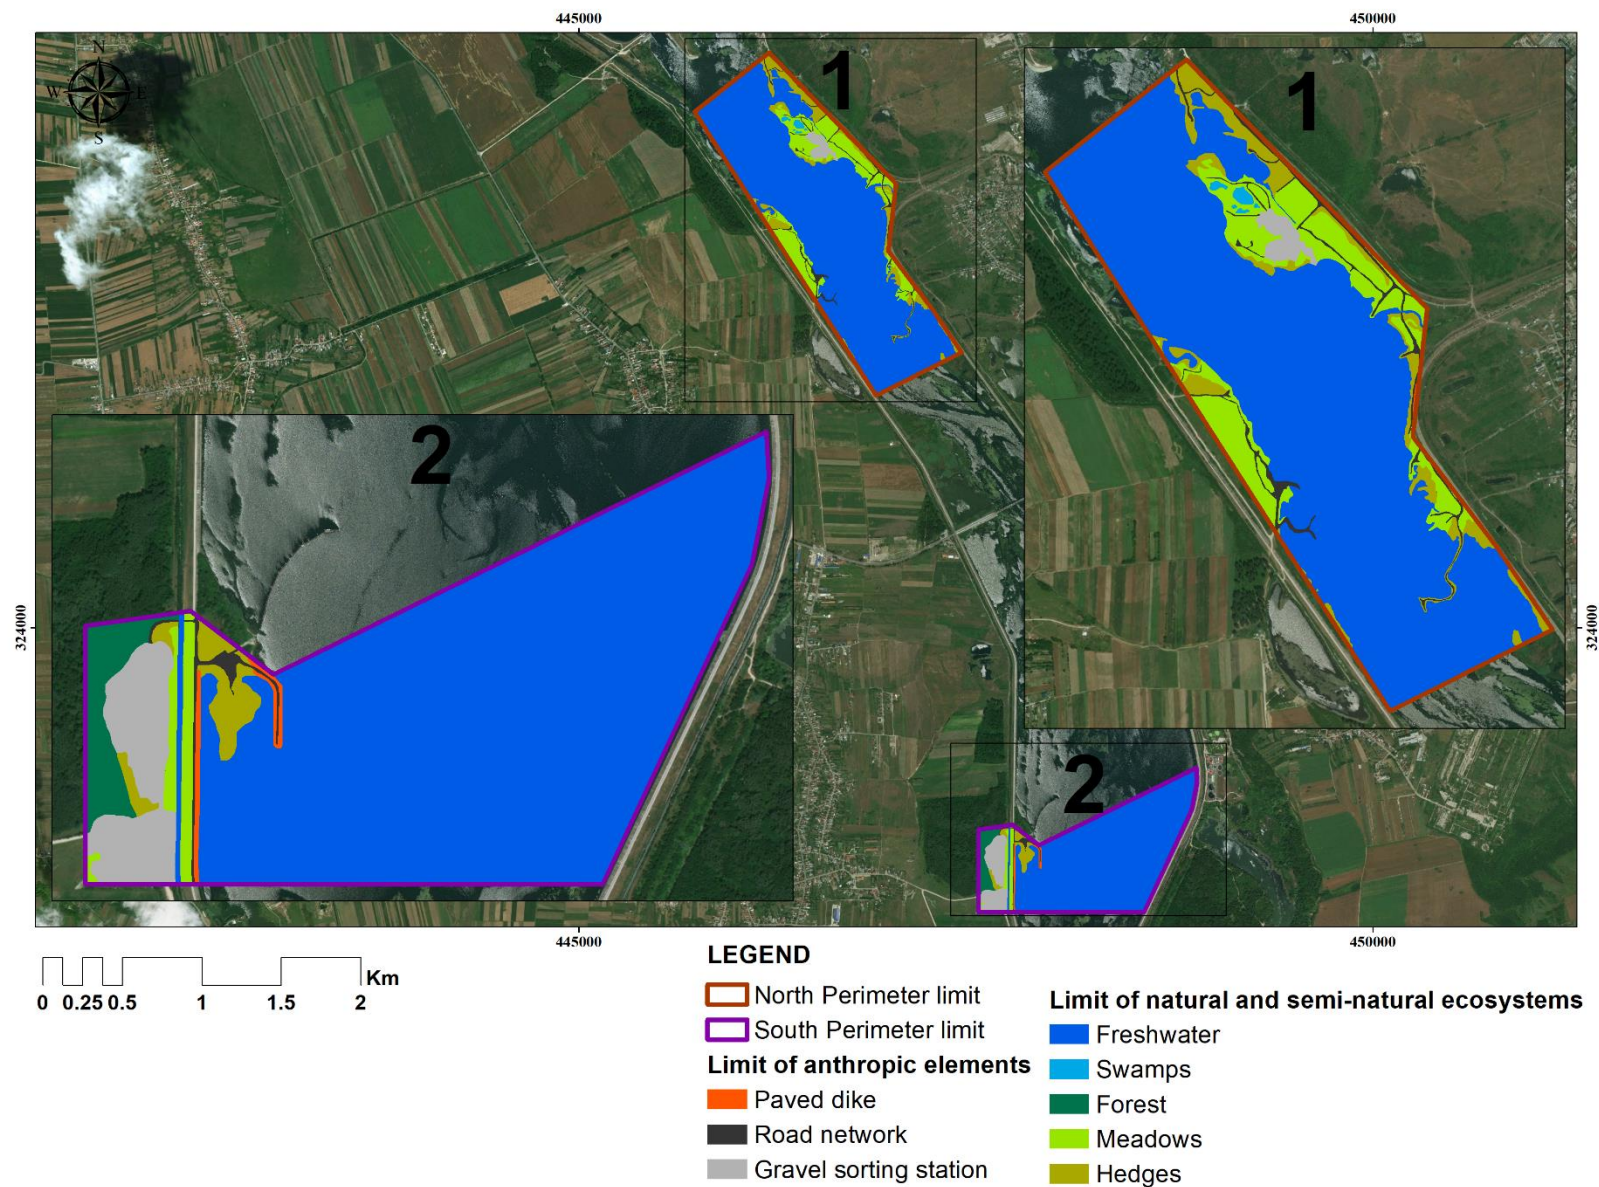 445000
450000
N
W
E
S
1
1
2
324000
324000
2
445000
450000
Km
0 0.25 0.5 1 1.5 2
LEGEND
North Perimeter limit
South Perimeter limit
Limit of anthropic elements
Paved dike
Road network
Gravel sorting station
Limit of natural and semi-natural ecosystems
Freshwater
Swamps
Forest
Meadows
Hedges